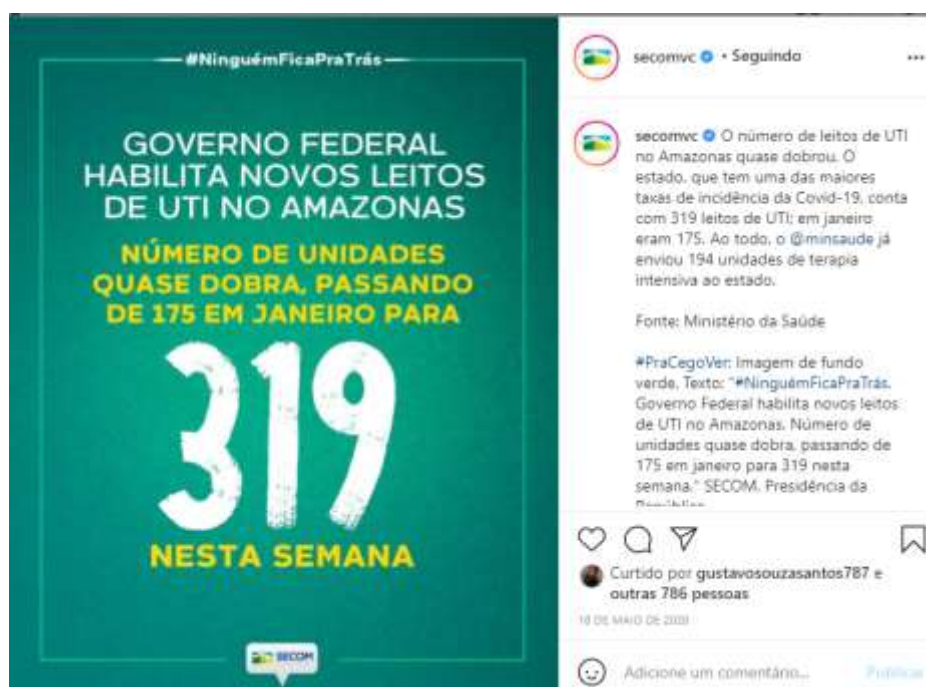 #NinguémFicaPraTrás
GOVERNO FEDERAL
HABILITA NOVOS LEITOS
DE UTI NO AMAZONAS
NÚMERO DE UNIDADES
QUASE DOBRA, PASSANDO
DE 175 EM JANEIRO PARA
319
NESTA SEMANA
SECOM
secomvc • Seguindo
secomvc O número de leitos de UTI
no Amazonas quase dobrou. O
estado, que tem uma das maiores
taxas de incidência da Covid-19, conta
com 319 leitos de UTI; em janeiro
eram 175. Ao todo, o @minsaude já
enviou 194 unidades de terapia
intensiva ao estado.
Fonte: Ministério da Saúde
#PraCegoVer: Imagem de fundo
verde. Texto: "#NinguémFicaPraTrás.
Governo Federal habilita novos leitos
de UTI no Amazonas. Número de
unidades quase dobra, passando de
175 em janeiro para 319 nesta
semana." SECOM. Presidência da
Curtido por gustavosouzasantos787 e
outras 786 pessoas
DE MAIO DE 2020
Adicione um comentário... Publicar